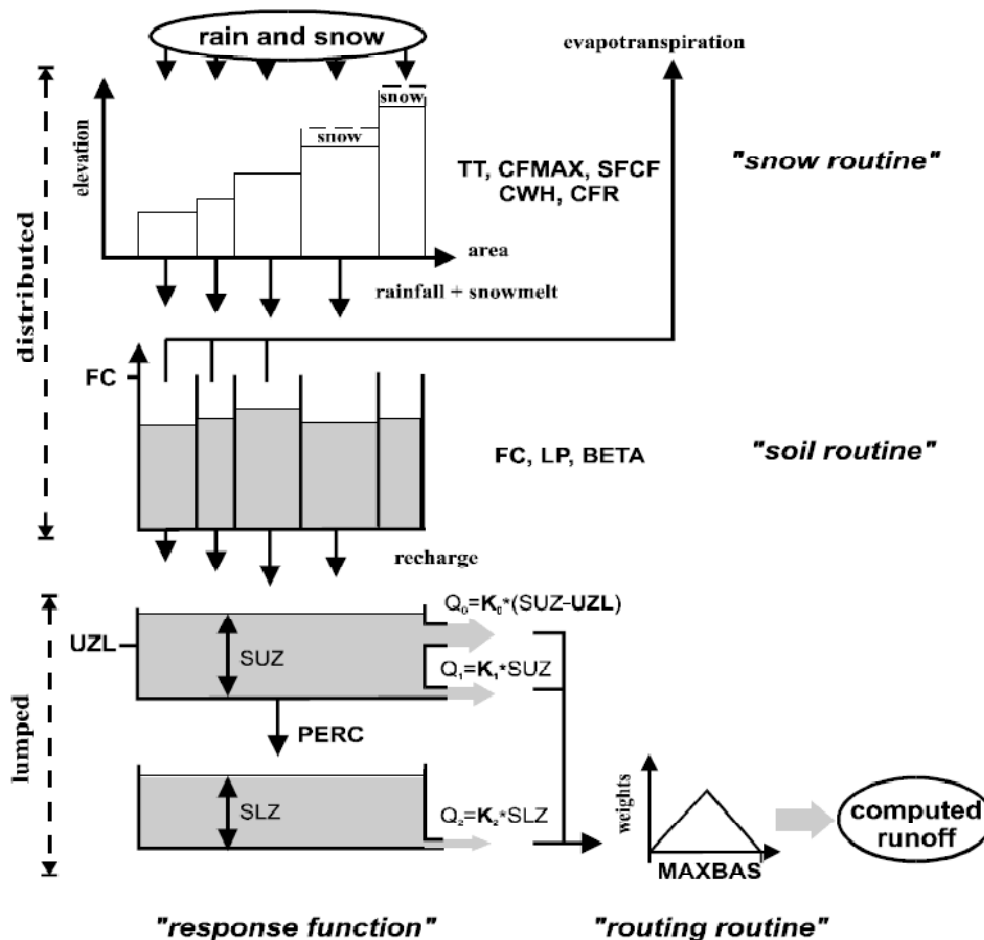 rain and snow
evapotranspiration
snow
snow
elevation
"snow routine"
TT, CFMAX, SFCF
CWH, CFR
area
rainfall + snowmelt
distributed
FC
FC, LP, BETA
"soil routine"
recharge
Q₀=K₀*(SUZ-UZL)
UZL
SUZ
Q₁=K₁*SUZ
PERC
lumped
SLZ
Q₂=K₂*SLZ
weights
MAXBAS
computed
runoff
"response function"
"routing routine"